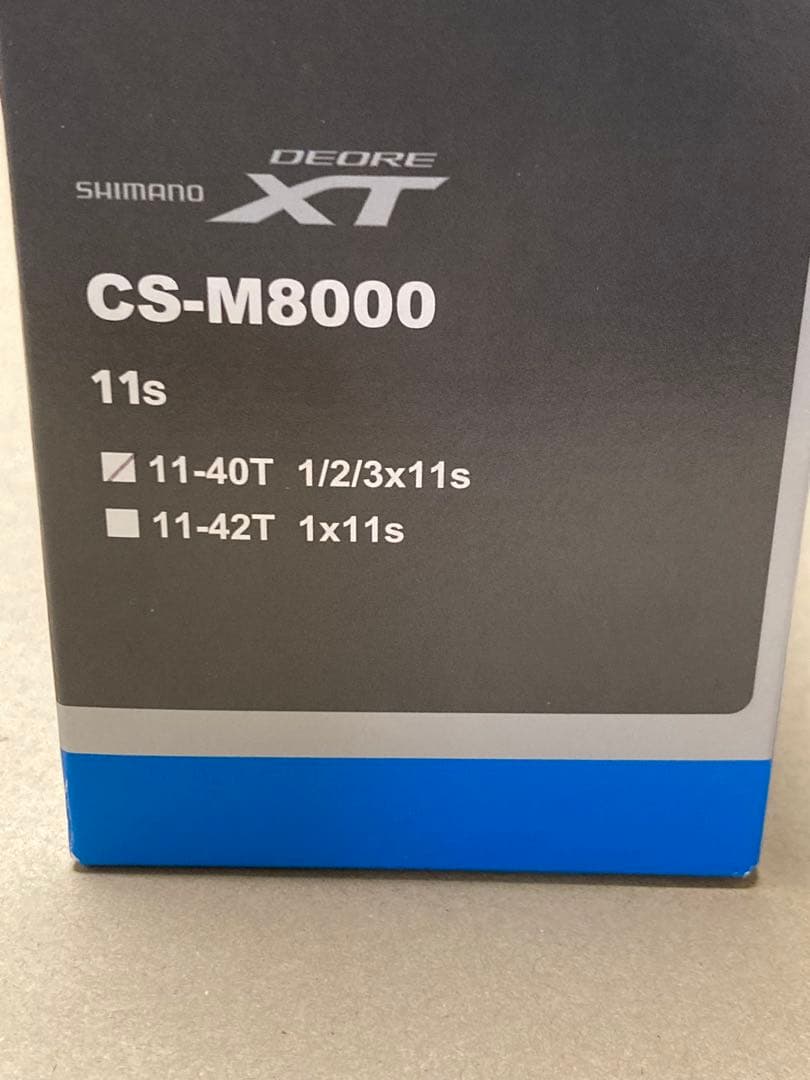 DEORE
SHIMANO XT
CS-M8000
11s
11-40T 1/2/3x11s
11-42T 1x11s